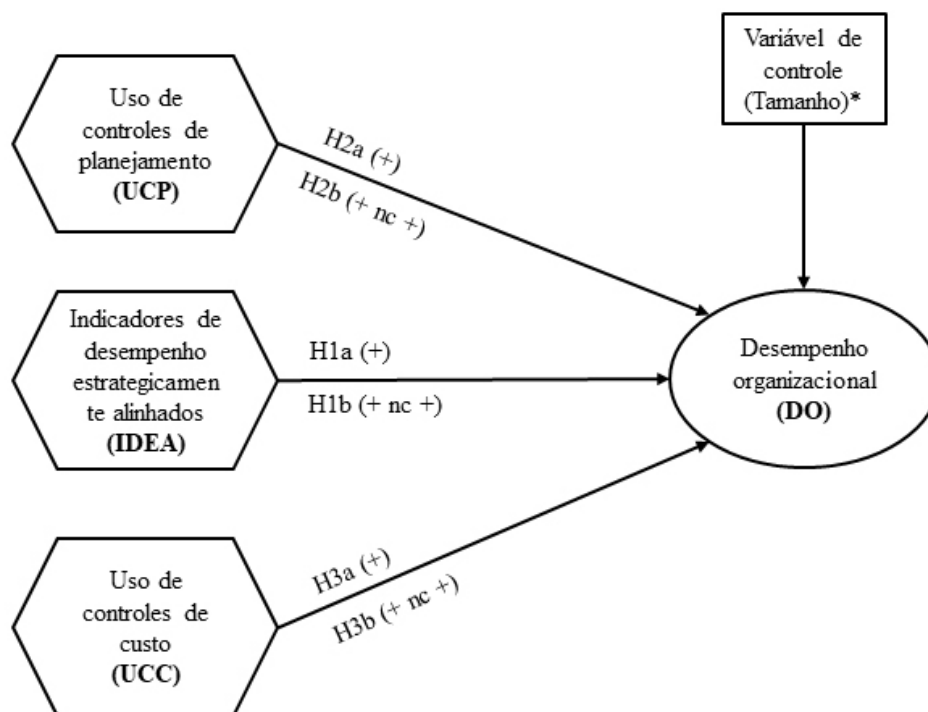 Variável de
controle
(Tamanho)*
Uso de
controles de
planejamento
(UCP)
H2a (+)
H2b (+ nc +)
Indicadores de
desempenho
estrategicamen
te alinhados
(IDEA)
H1a (+)
H1b (+ nc +)
Desempenho
organizacional
(DO)
Uso de
controles de
custo
(UCC)
H3a (+)
H3b (+ nc +)